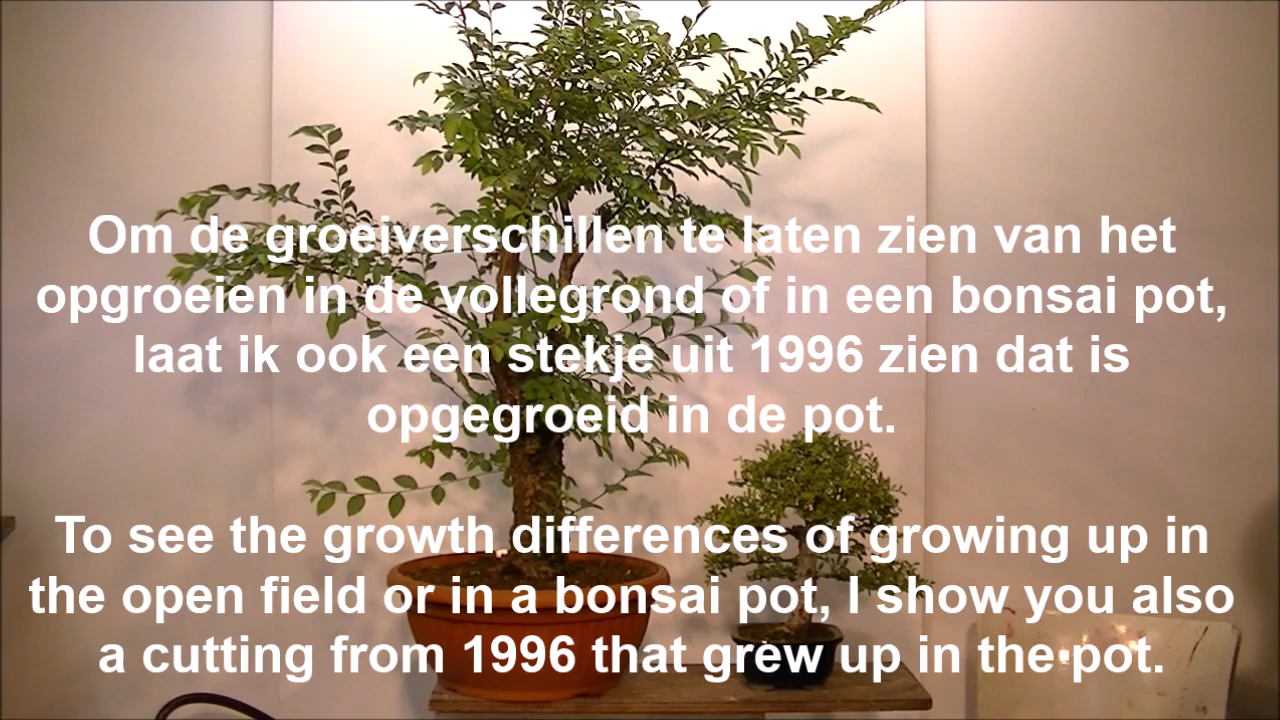 Om de groeiverschillen te laten zien van het
opgroeien in de vollegrond of in een bonsai pot,
laat ik ook een stekje uit 1996 zien dat is
opgegroeid in de pot.
To see the growth differences of growing up in
the open field or in a bonsai pot, I show you also
a cutting from 1996 that grew up in the pot.